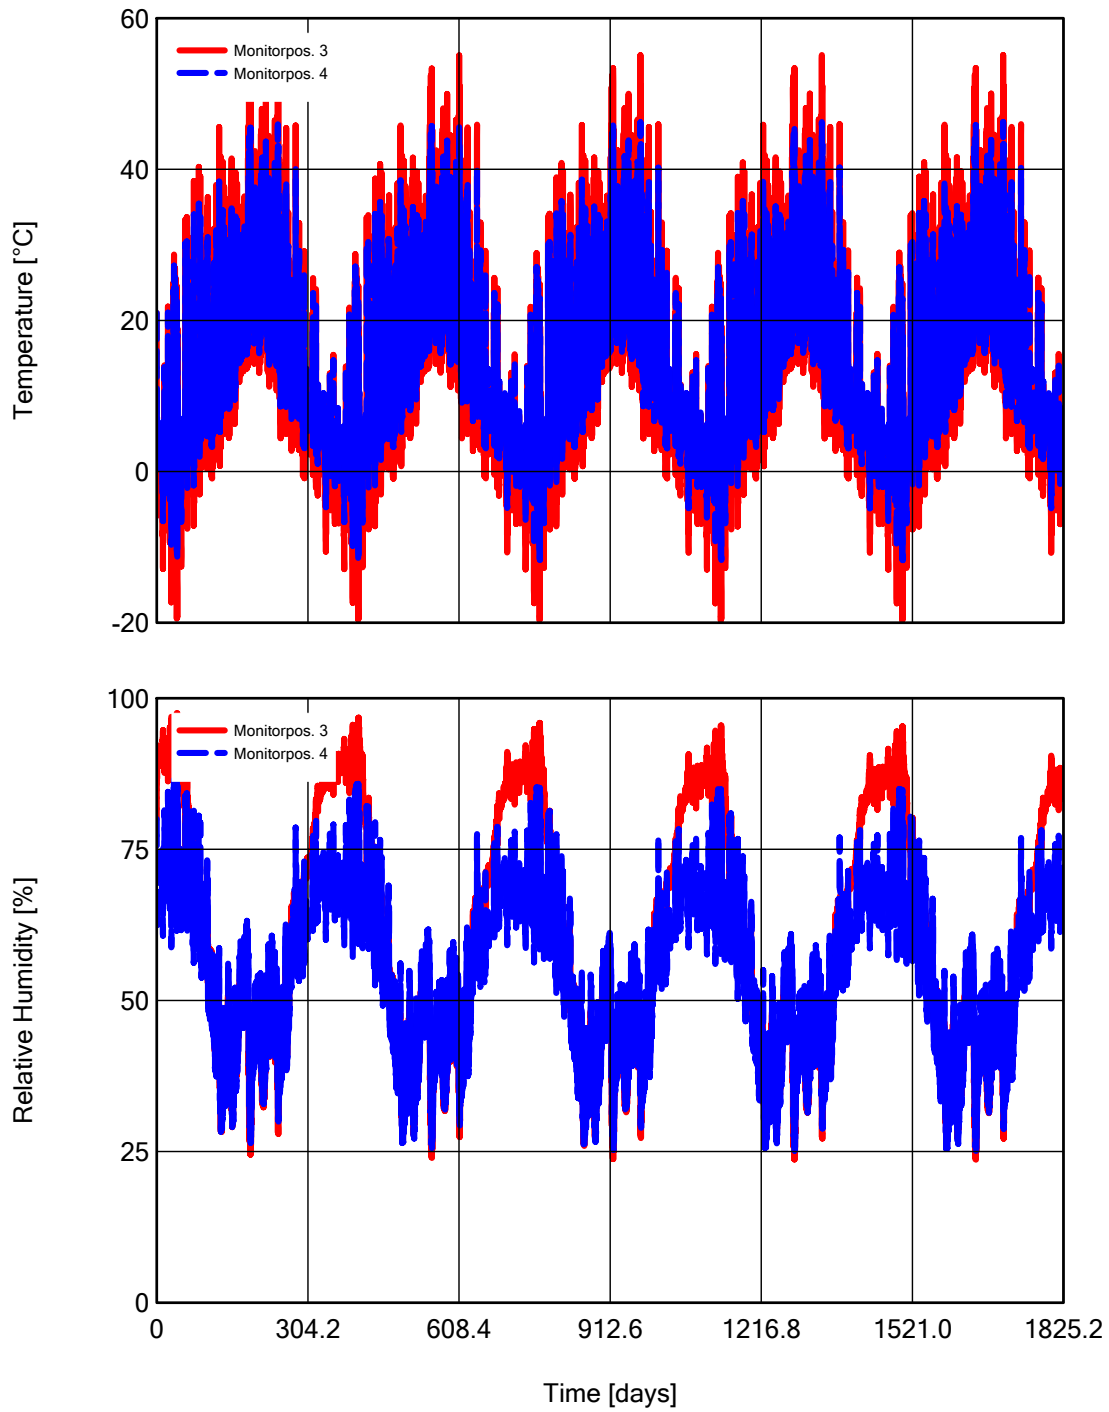 60
Monitorpos. 3
Monitorpos. 4
40
Temperature [°C]
20
0
-20
100
Monitorpos. 3
Monitorpos. 4
75
Relative Humidity [%]
50
25
0
0 304.2 608.4 912.6 1216.8 1521.0 1825.2
Time [days]